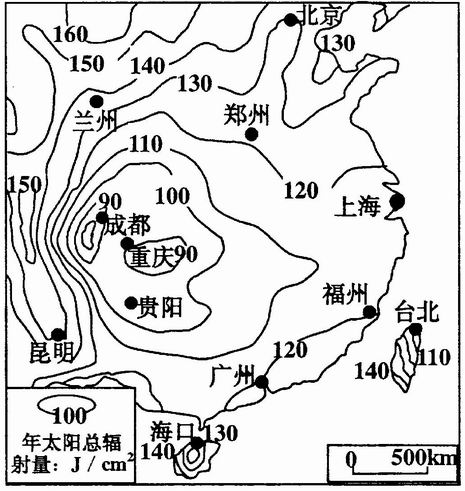 160
北京
130
150
140
130
兰州
郑州
110
150
120
100
90
上海
成都
重庆
90
贵阳
福州
台北
昆明
120
110
140
广州
100
年太阳总辐
射量：J / cm²
海口
130
140
0 500km